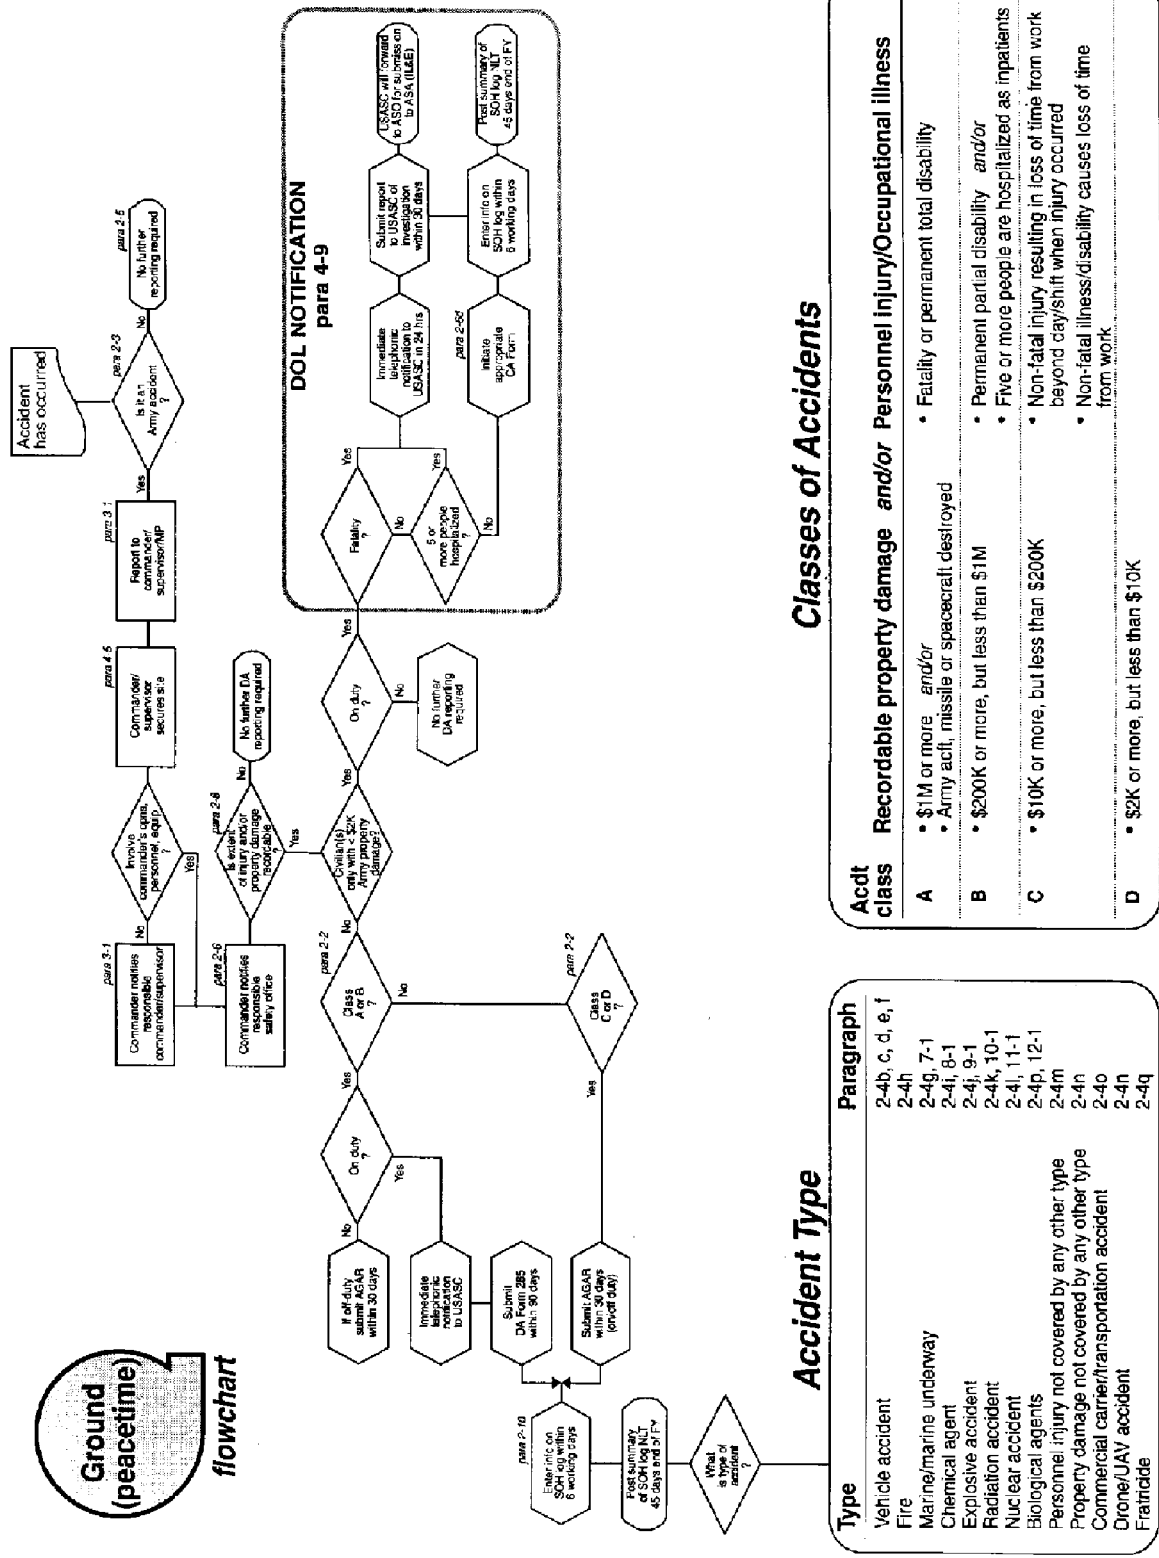 Ground
(peacetime)
flowchart
Accident
has occurred
para 2-3
Is it an
Army accident
?
No
para 2-5
No further
reporting required
Yes
para 3-1
Report to
commander/
supervisor/MP
para 4-5
Commander/
supervisor
secures site
Involve
commander's opns,
personnel, equip
?
No
Yes
para 3-1
Commander notifies
responsible
commander/supervisor
para 2-6
Commander notifies
responsible
safety office
para 2-8
Is extent
of injury and/or
property damage
recordable
?
No
No further DA
reporting required
Yes
Civilian(s)
only with < $2K
Army property
damage?
Yes
On duty
?
No
No further
DA reporting
required
Yes
DOL NOTIFICATION
para 4-9
Fatality
?
Yes
No
5 or
more people
hospitalized
?
Yes
No
Immediate
telephonic
notification to
USASC in 24 hrs
Submit report
to USASC of
investigation
within 30 days
USASC will forward
to ASO for submission
to ASA (IL&E)
para 2-6d
Initiate
appropriate
CA Form
Enter info on
SOH log within
6 working days
Post summary of
SOH log NLT
45 days end of FY
No
para 2-2
Class
A or B
?
Yes
No
On duty
?
No
Yes
If off-duty
submit AGAR
within 30 days
Immediate
telephonic
notification
to USASC
Submit
DA Form 285
within 90 days
para 2-2
Class
C or D
?
Yes
Submit AGAR
within 30 days
(on/off duty)
para 2-10
Enter info on
SOH log within
6 working days
Post summary
of SOH log NLT
45 days end of FY
What
is type of
accident
?
Accident Type
Type Paragraph
Vehicle accident 2-4b, c, d, e, f
Fire 2-4h
Marine/marine underway 2-4g, 7-1
Chemical agent 2-4i, 8-1
Explosive accident 2-4j, 9-1
Radiation accident 2-4k, 10-1
Nuclear accident 2-4l, 11-1
Biological agents 2-4p, 12-1
Personnel injury not covered by any other type 2-4m
Property damage not covered by any other type 2-4n
Commercial carrier/transportation accident 2-4o
Drone/UAV accident 2-4n
Fratricide 2-4q
Classes of Accidents
Acdt
class Recordable property damage and/or Personnel injury/Occupational illness
A • $1M or more and/or • Fatality or permanent total disability
• Army acft, missile or spacecraft destroyed
B • $200K or more, but less than $1M • Permanent partial disability and/or
• Five or more people are hospitalized as inpatients
C • $10K or more, but less than $200K • Non-fatal injury resulting in loss of time from work
beyond day/shift when injury occurred
• Non-fatal illness/disability causes loss of time
from work
D • $2K or more, but less than $10K